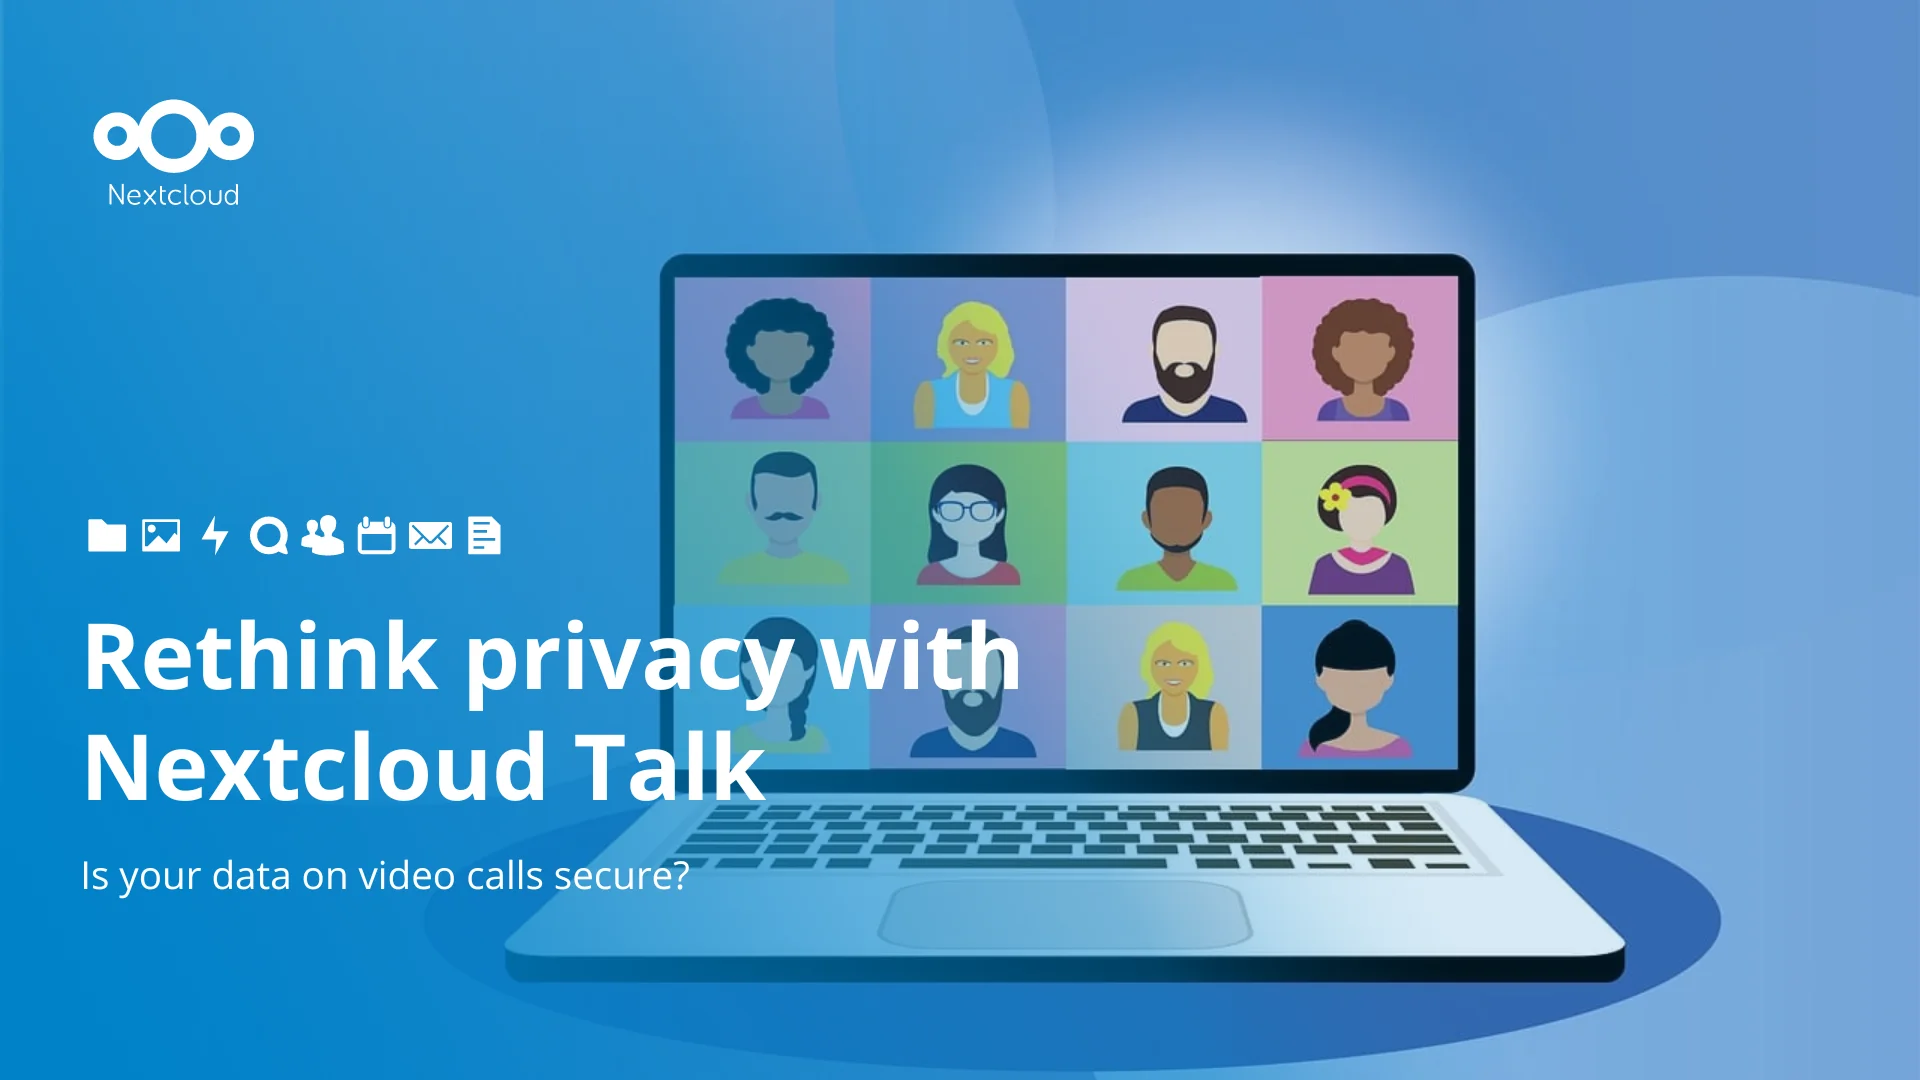 Nextcloud
Rethink privacy with
Nextcloud Talk
Is your data on video calls secure?